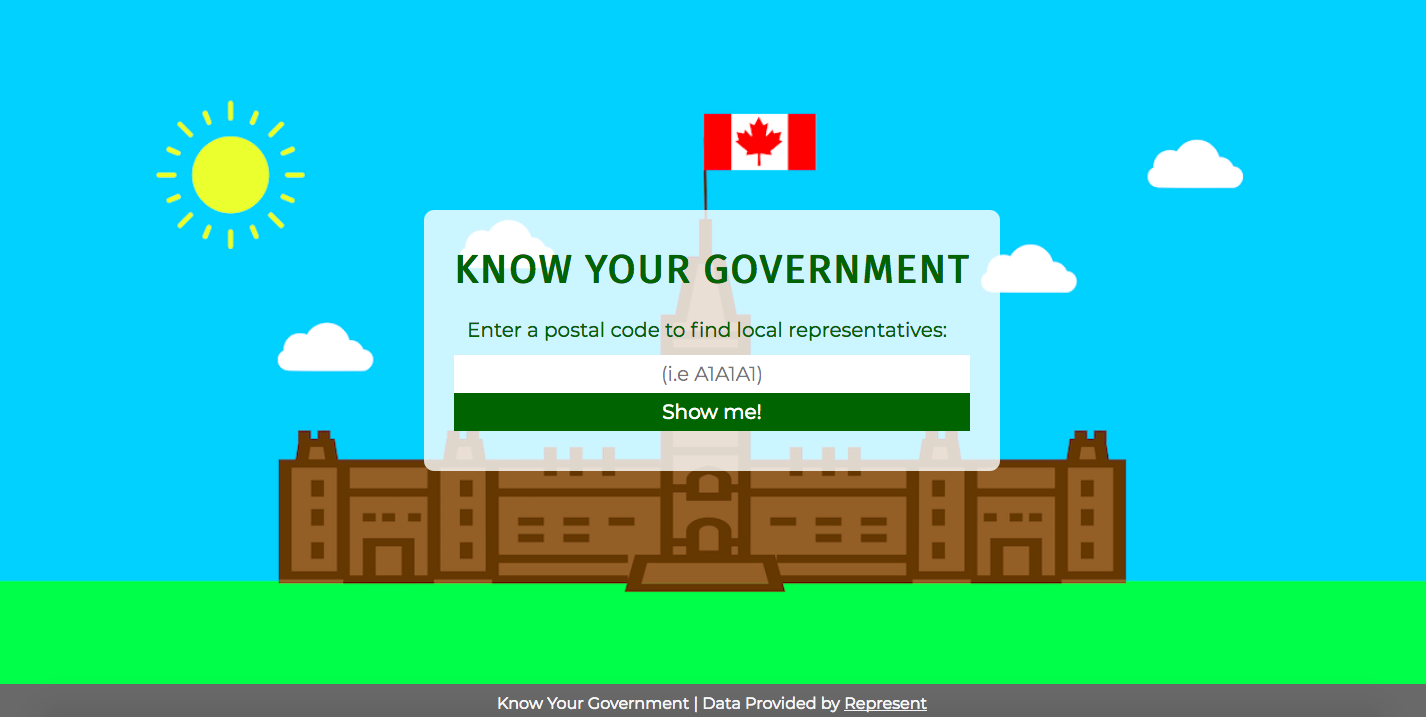 KNOW YOUR GOVERNMENT
Enter a postal code to find local representatives:
(i.e A1A1A1)
Show me!
Know Your Government | Data Provided by Represent